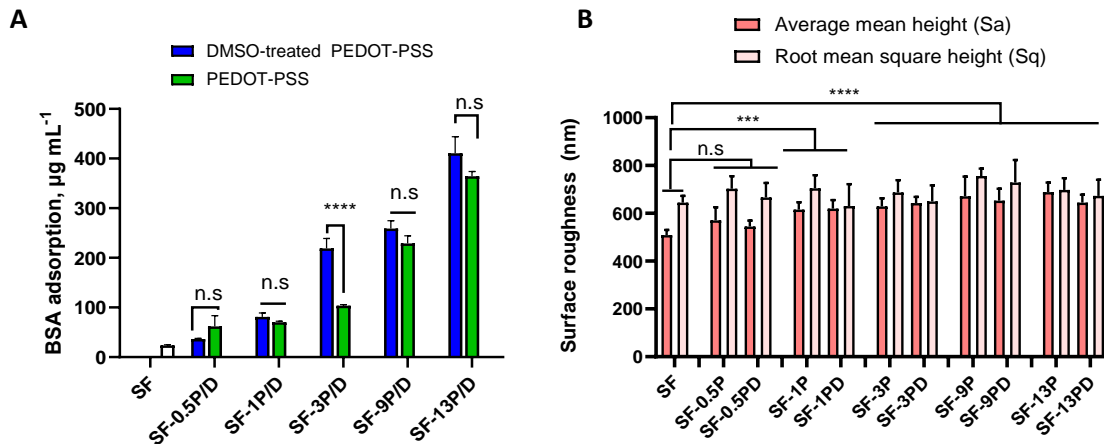 A
DMSO-treated PEDOT-PSS
PEDOT-PSS
BSA adsorption, µg mL⁻¹
500
400
300
200
100
0
n.s
n.s
****
n.s
n.s
SF
SF-0.5P/D
SF-1P/D
SF-3P/D
SF-9P/D
SF-13P/D
B
Average mean height (Sa)
Root mean square height (Sq)
Surface roughness (nm)
1000
800
600
400
200
0
****
***
n.s
SF
SF-0.5P
SF-0.5PD
SF-1P
SF-1PD
SF-3P
SF-3PD
SF-9P
SF-9PD
SF-13P
SF-13PD